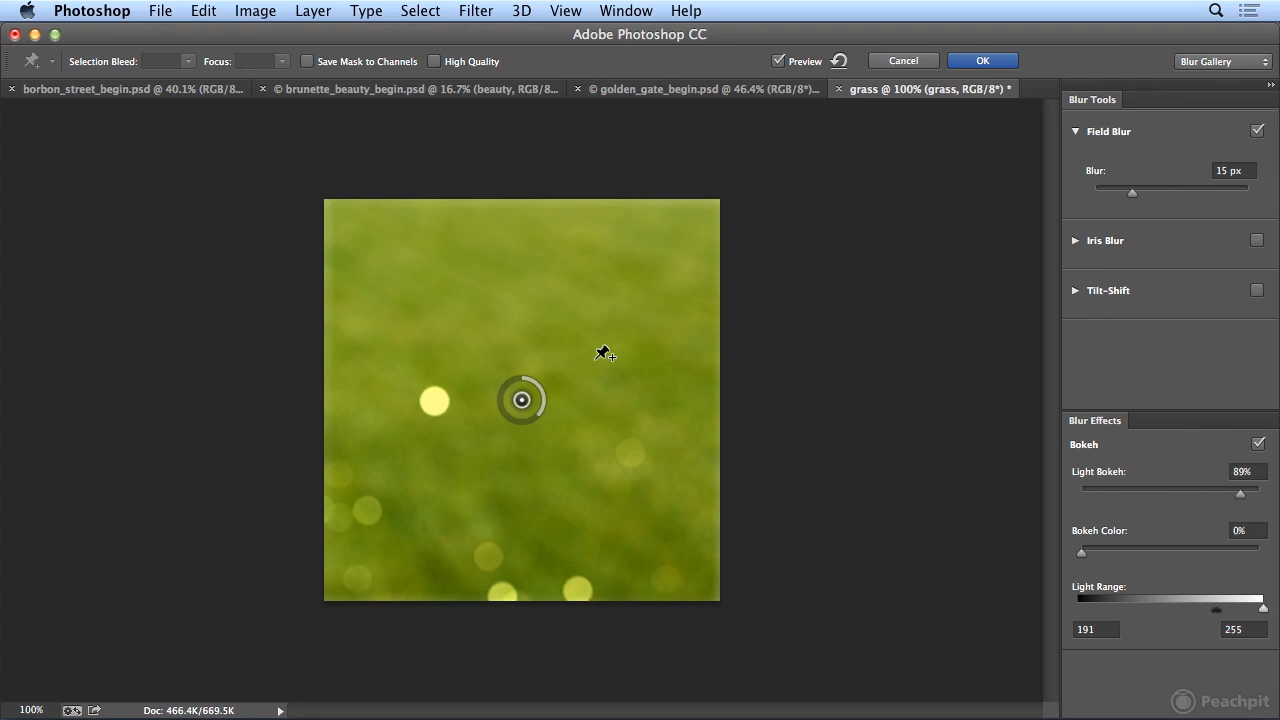 Photoshop File Edit Image Layer Type Select Filter 3D View Window Help
Adobe Photoshop CC
Selection Bleed: Focus: Save Mask to Channels High Quality Preview Cancel OK Blur Gallery
× borbon_street_begin.psd @ 40.1% (RGB/8... × © brunette_beauty_begin.psd @ 16.7% (beauty, RGB/8... × © golden_gate_begin.psd @ 46.4% (RGB/8*)... × grass @ 100% (grass, RGB/8*) *
Blur Tools
Field Blur
Blur: 15 px
Iris Blur
Tilt-Shift
Blur Effects
Bokeh
Light Bokeh: 89%
Bokeh Color: 0%
Light Range:
191 255
Peachpit
100% Doc: 466.4K/669.5K